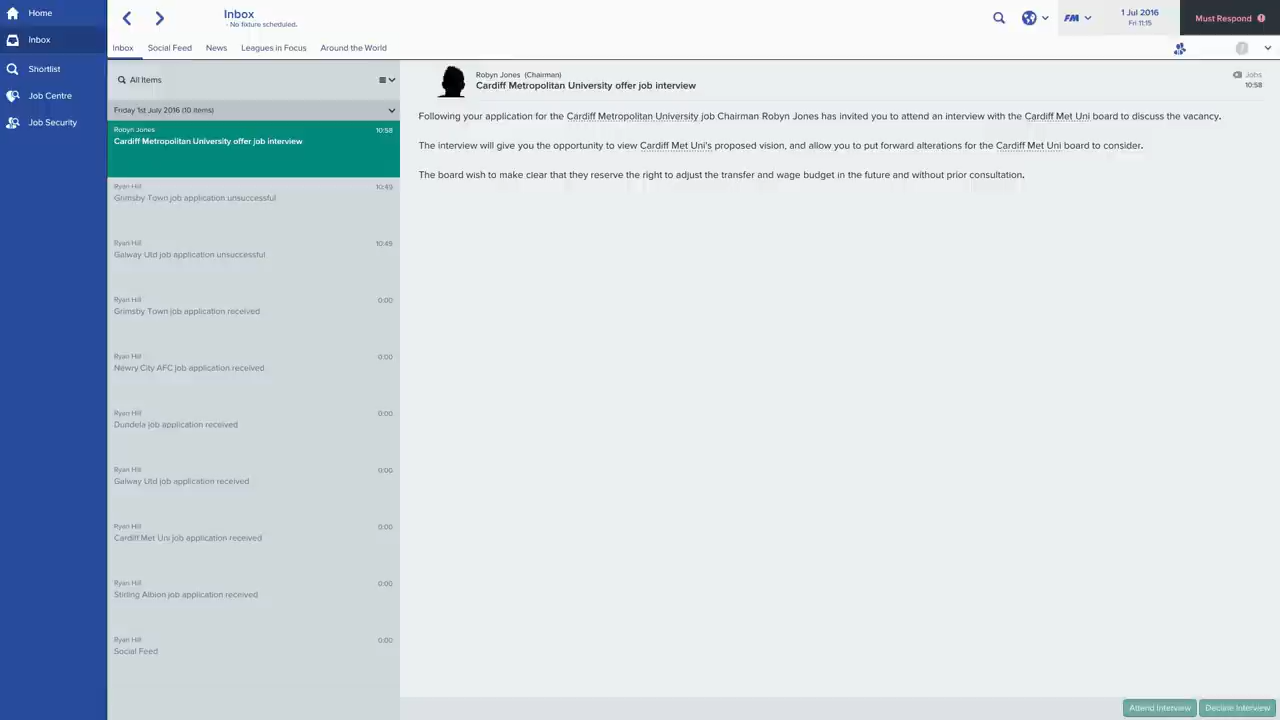 Home
Inbox
Shortlist
Job Centre
Job Security
Inbox
- No fixture scheduled.
FM
1 Jul 2016
Fri 11:15
Must Respond
Inbox
Social Feed
News
Leagues in Focus
Around the World
All Items
Friday 1st July 2016 (10 items)
Robyn Jones
10:58
Cardiff Metropolitan University offer job interview
Ryan Hill
10:49
Grimsby Town job application unsuccessful
Ryan Hill
Galway Utd job application unsuccessful
Ryan Hill
0:00
Grimsby Town job application received
Ryan Hill
0:00
Newry City AFC job application received
Ryan Hill
0:00
Dundela job application received
Ryan Hill
0:00
Galway Utd job application received
Ryan Hill
0:00
Cardiff Met Uni job application received
Ryan Hill
0:00
Stirling Albion job application received
Ryan Hill
0:00
Social Feed
Robyn Jones (Chairman)
Cardiff Metropolitan University offer job interview
Jobs
10:58
Following your application for the Cardiff Metropolitan University job Chairman Robyn Jones has invited you to attend an interview with the Cardiff Met Uni board to discuss the vacancy.
The interview will give you the opportunity to view Cardiff Met Uni's proposed vision, and allow you to put forward alterations for the Cardiff Met Uni board to consider.
The board wish to make clear that they reserve the right to adjust the transfer and wage budget in the future and without prior consultation.
Attend Interview
Decline Interview